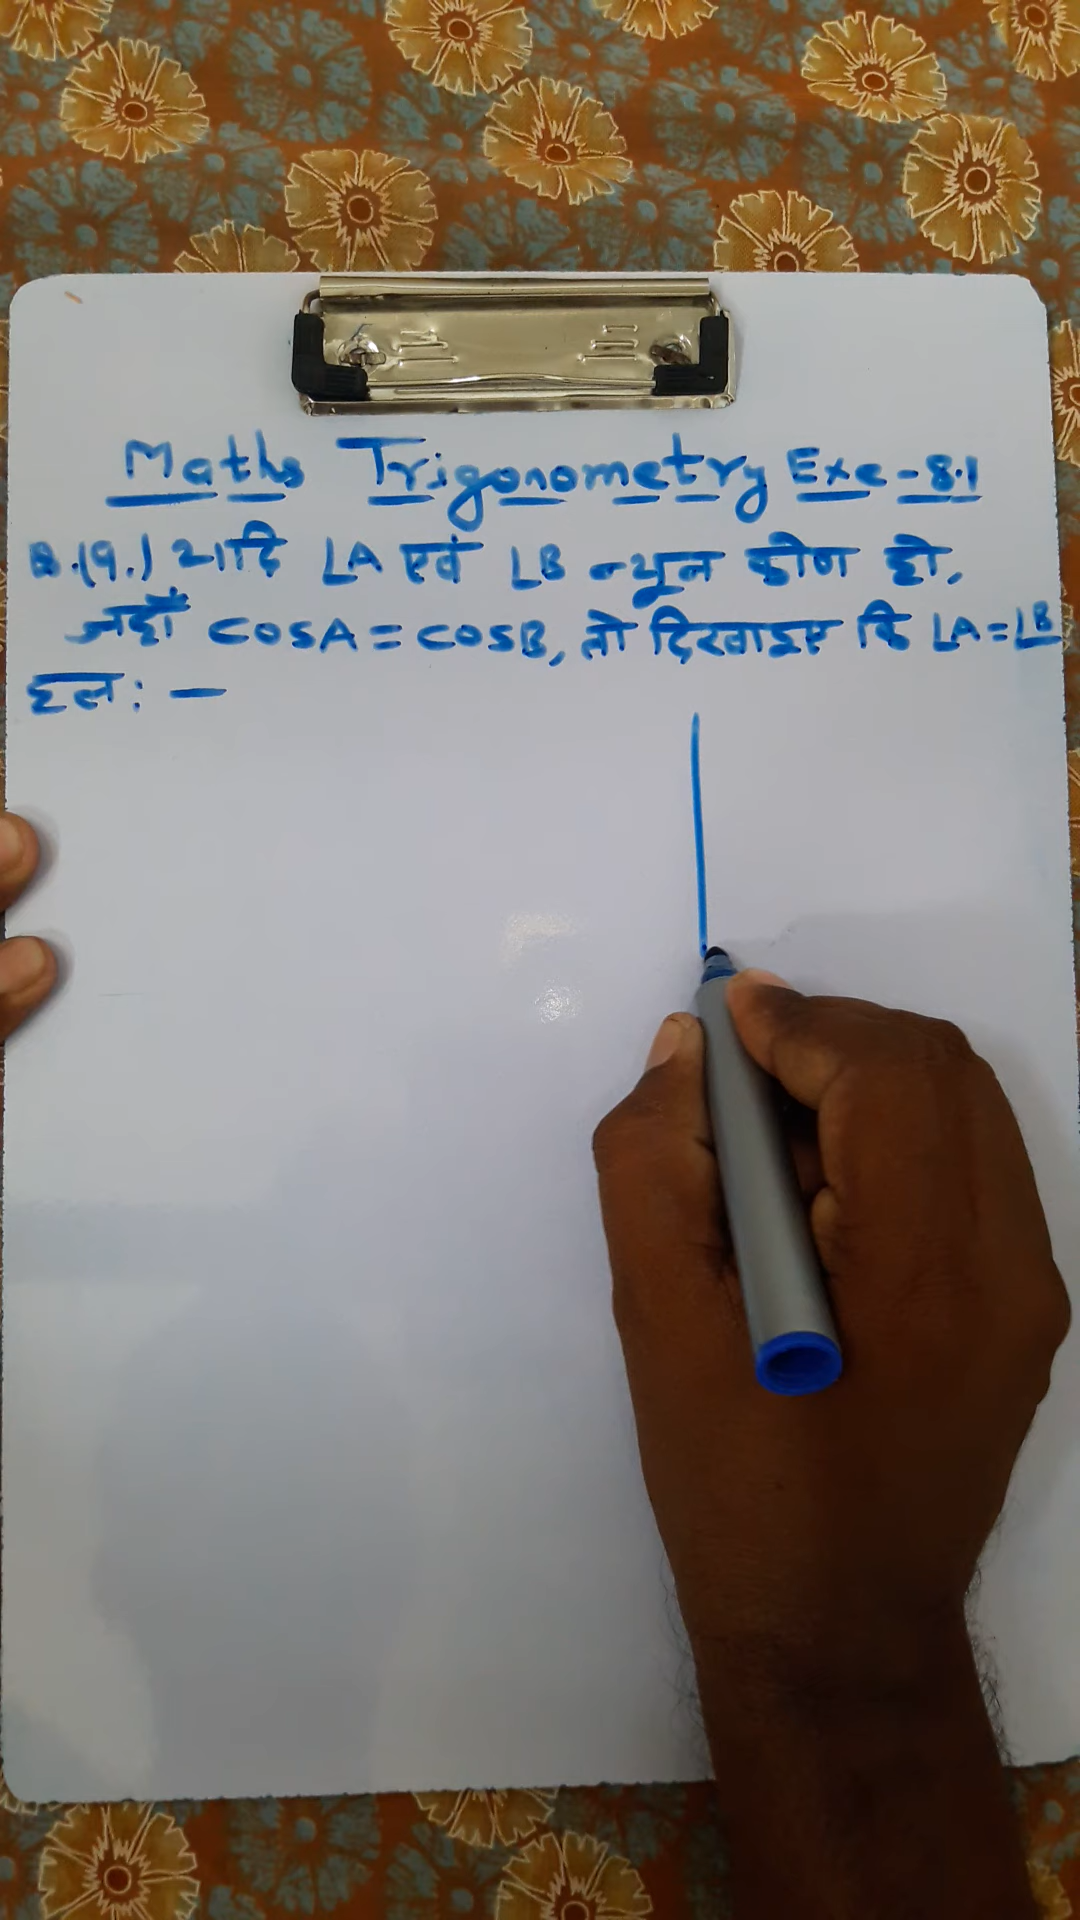 Maths Trigonometry Exe-8.1
Q.(9.) यदि ∠A एवं ∠B न्यून कोण हो,
जहाँ cosA = cosB, तो दिखाइए कि ∠A = ∠B
हल: —